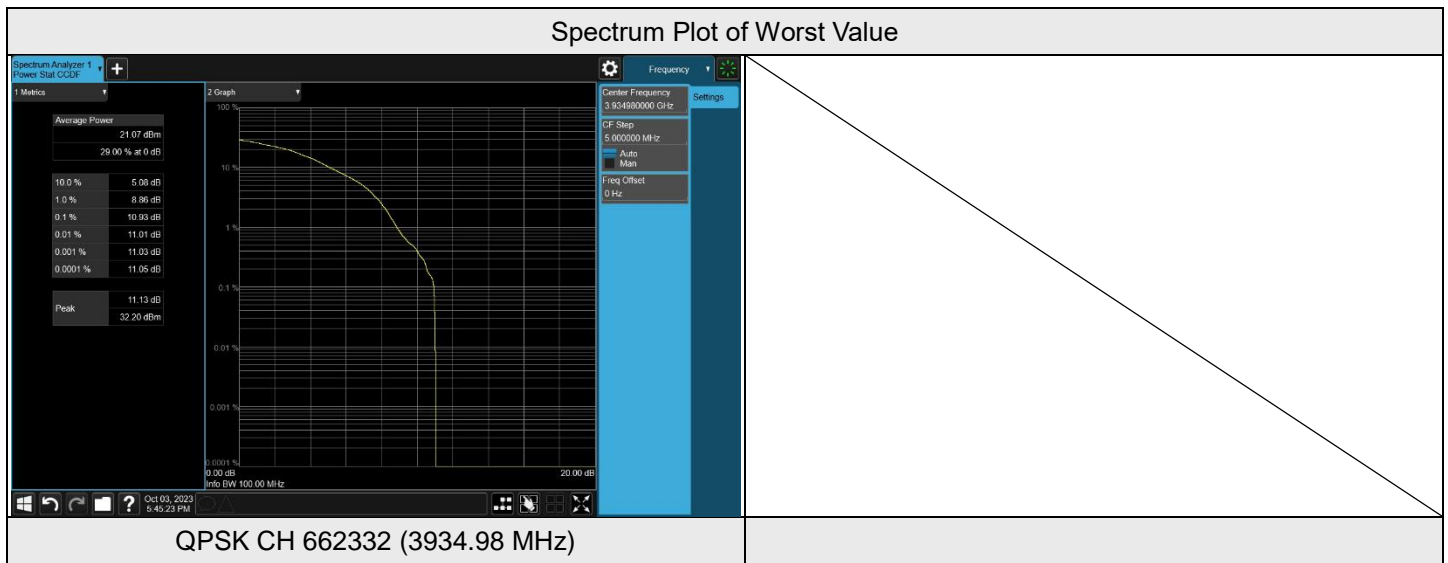 Spectrum Plot of Worst Value
Spectrum Analyzer 1
Power Stat CCDF
+
Frequency
1 Metrics
2 Graph
Center Frequency
3.934980000 GHz
Settings
CF Step
5.000000 MHz
Auto
Man
Freq Offset
0 Hz
Average Power
21.07 dBm
29.00 % at 0 dB
10.0 % 5.08 dB
1.0 % 8.86 dB
0.1 % 10.93 dB
0.01 % 11.01 dB
0.001 % 11.03 dB
0.0001 % 11.05 dB
Peak 11.13 dB
32.20 dBm
100 %
10 %
1 %
0.1 %
0.01 %
0.001 %
0.0001 %
0.00 dB 20.00 dB
Info BW 100.00 MHz
?
Oct 03, 2023
5:45:23 PM
QPSK CH 662332 (3934.98 MHz)